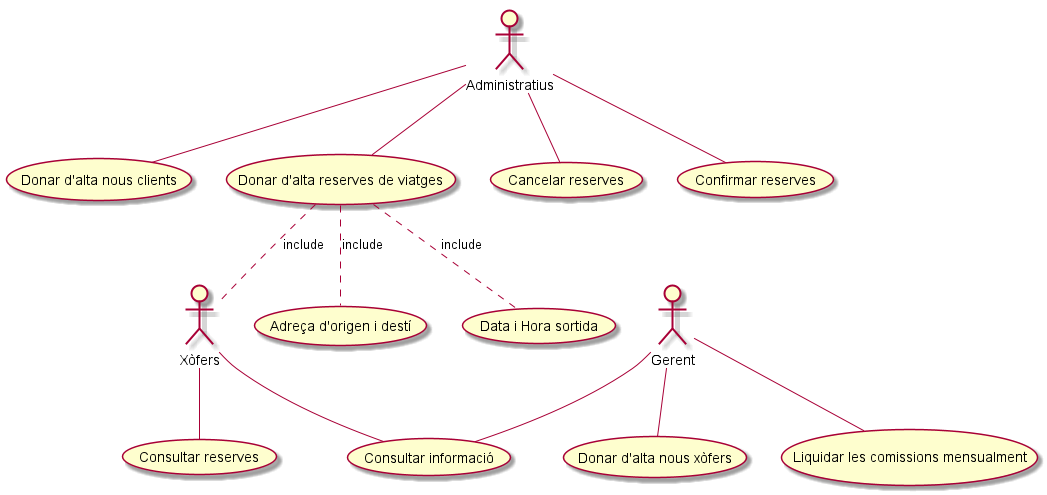 Administratius
Donar d'alta nous clients
Donar d'alta reserves de viatges
Cancelar reserves
Confirmar reserves
include
include
include
Adreça d'origen i destí
Data i Hora sortida
Xòfers
Gerent
Consultar reserves
Consultar informació
Donar d'alta nous xòfers
Liquidar les comissions mensualment